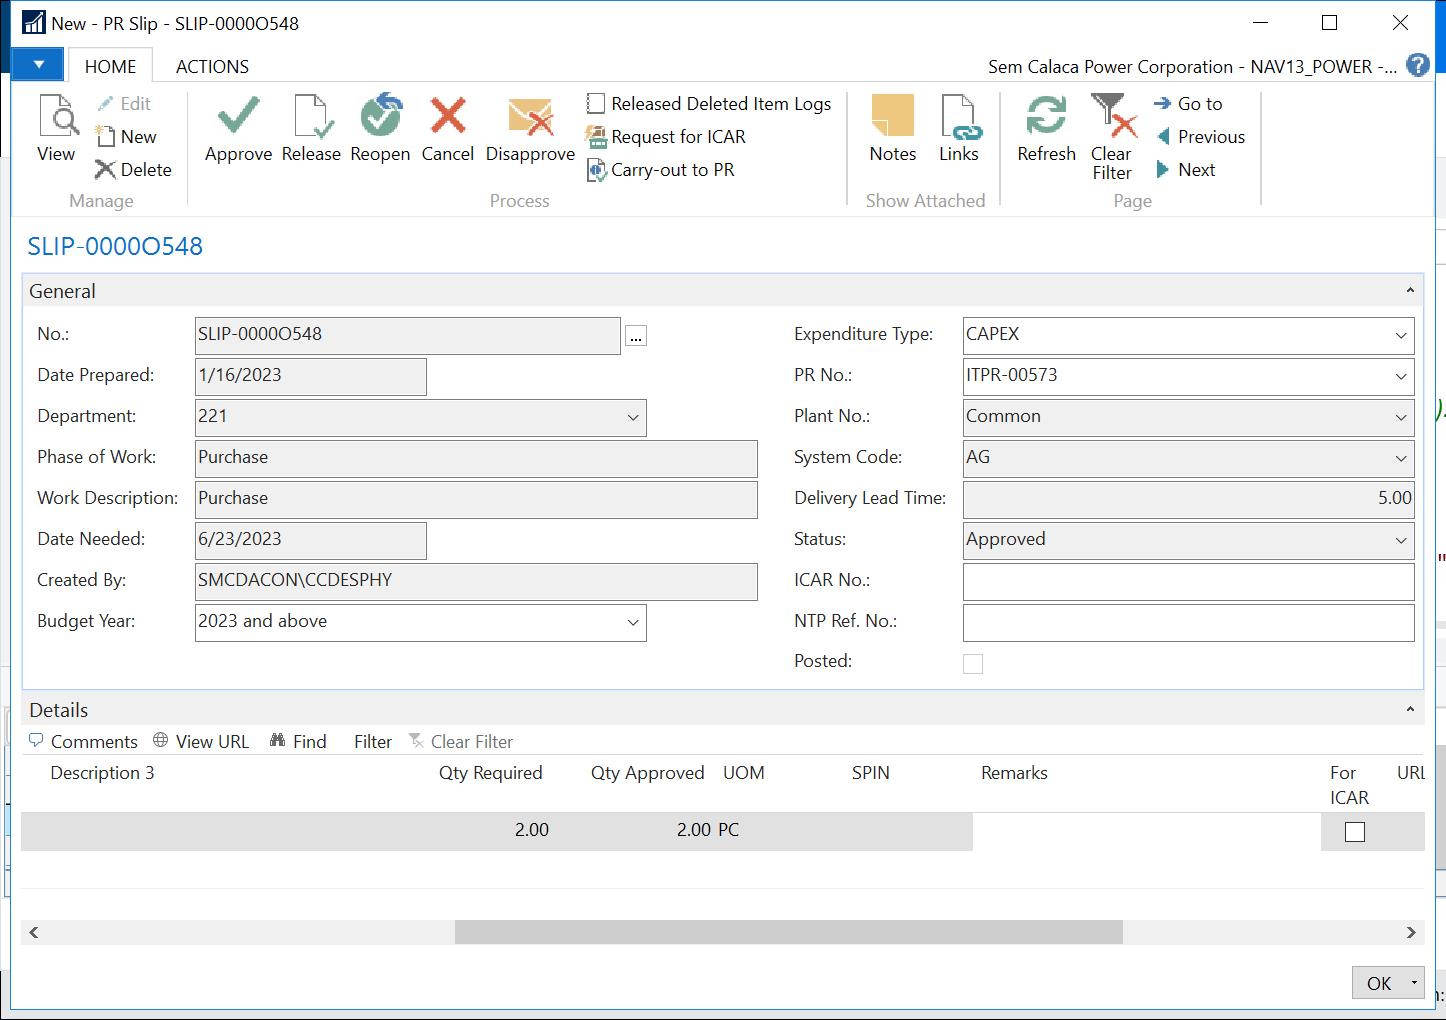 New - PR Slip - SLIP-0000O548
HOME ACTIONS Sem Calaca Power Corporation - NAV13_POWER -... ?
View Edit New Delete
Manage
Approve Release Reopen Cancel Disapprove
Released Deleted Item Logs
Request for ICAR
Carry-out to PR
Process
Notes Links
Show Attached
Refresh Clear Filter
Go to
Previous
Next
Page
SLIP-0000O548
General
No.: SLIP-0000O548 ...
Date Prepared: 1/16/2023
Department: 221
Phase of Work: Purchase
Work Description: Purchase
Date Needed: 6/23/2023
Created By: SMCDACON\CCDESPHY
Budget Year: 2023 and above
Expenditure Type: CAPEX
PR No.: ITPR-00573
Plant No.: Common
System Code: AG
Delivery Lead Time: 5.00
Status: Approved
ICAR No.:
NTP Ref. No.:
Posted:
Details
Comments View URL Find Filter Clear Filter
Description 3 Qty Required Qty Approved UOM SPIN Remarks For ICAR URL
2.00 2.00 PC
OK